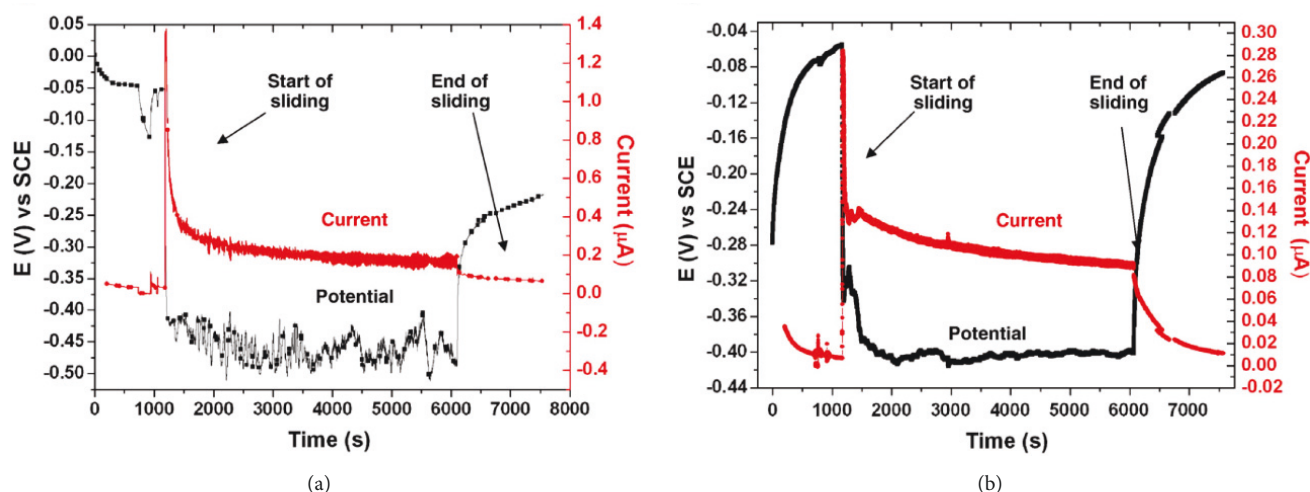 0.05
0.00
-0.05
-0.10
-0.15
-0.20
-0.25
-0.30
-0.35
-0.40
-0.45
-0.50
E (V) vs SCE
Start of
sliding
End of
sliding
Current
Potential
1.4
1.2
1.0
0.8
0.6
0.4
0.2
0.0
-0.2
-0.4
Current (μA)
0 1000 2000 3000 4000 5000 6000 7000 8000
Time (s)
(a)
-0.04
-0.08
-0.12
-0.16
-0.20
-0.24
-0.28
-0.32
-0.36
-0.40
-0.44
E (V) vs SCE
Start of
sliding
End of
sliding
Current
Potential
0.30
0.28
0.26
0.24
0.22
0.20
0.18
0.16
0.14
0.12
0.10
0.08
0.06
0.04
0.02
0.00
-0.02
Current (μA)
0 1000 2000 3000 4000 5000 6000 7000
Time (s)
(b)